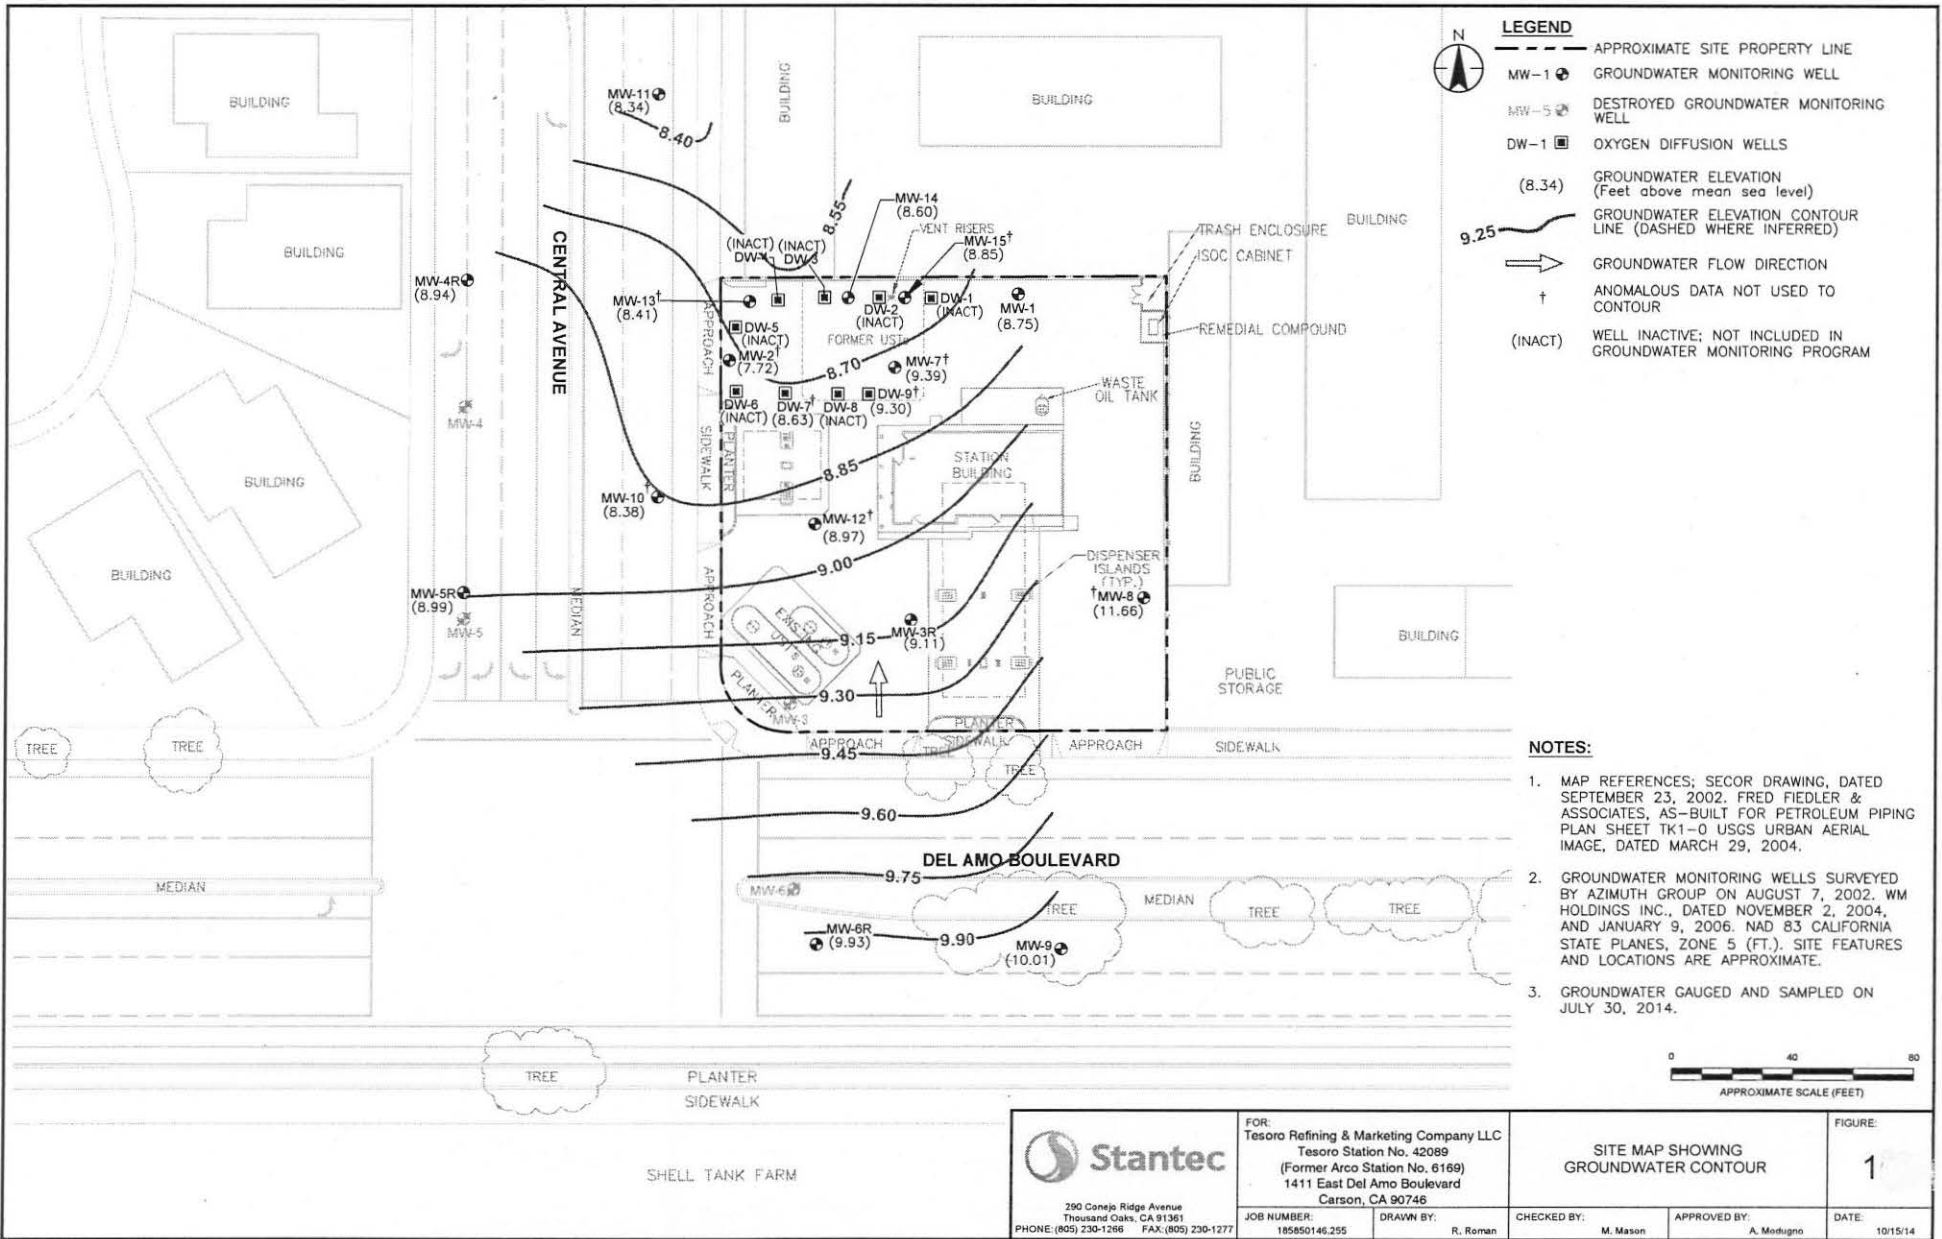 LEGEND
N
APPROXIMATE SITE PROPERTY LINE
MW-1 GROUNDWATER MONITORING WELL
MW-5 DESTROYED GROUNDWATER MONITORING
WELL
DW-1 OXYGEN DIFFUSION WELLS
(8.34) GROUNDWATER ELEVATION
(Feet above mean sea level)
9.25 GROUNDWATER ELEVATION CONTOUR
LINE (DASHED WHERE INFERRED)
GROUNDWATER FLOW DIRECTION
† ANOMALOUS DATA NOT USED TO
CONTOUR
(INACT) WELL INACTIVE; NOT INCLUDED IN
GROUNDWATER MONITORING PROGRAM
BUILDING
BUILDING
BUILDING
BUILDING
BUILDING
BUILDING
BUILDING
BUILDING
BUILDING
MW-11
(8.34)
8.40
8.55
MW-14
(8.60)
VENT RISERS
MW-15†
(8.85)
(INACT) (INACT)
DW-4
DW-3
TRASH ENCLOSURE
ISOC CABINET
MW-4R
(8.94)
CENTRAL AVENUE
MW-13†
(8.41)
DW-2
(INACT)
DW-1
(INACT)
MW-1
(8.75)
REMEDIAL COMPOUND
APPROACH
DW-5
(INACT)
FORMER USTs
MW-2†
(7.72)
8.70
MW-7†
(9.39)
WASTE
OIL TANK
DW-6
(INACT)
DW-7†
(8.63)
DW-8
(INACT)
DW-9†
(9.30)
MW-4
SIDEWALK
PLANTER
8.85
STATION
BUILDING
BUILDING
MW-10†
(8.38)
MW-12†
(8.97)
9.00
DISPENSER
ISLANDS
(TYP.)
†MW-8
(11.66)
MW-5R
(8.99)
MW-5
MEDIAN
APPROACH
EXISTING
UST's
9.15
MW-3R
(9.11)
PLANTER
9.30
MW-3
PUBLIC
STORAGE
TREE
TREE
APPROACH
PLANTER
SIDEWALK
APPROACH
SIDEWALK
9.45
TREE
TREE
9.60
DEL AMO BOULEVARD
9.75
MEDIAN
MW-6
TREE
MEDIAN
TREE
TREE
MW-6R
(9.93)
9.90
MW-9
(10.01)
TREE
PLANTER
SIDEWALK
SHELL TANK FARM
NOTES:
1. MAP REFERENCES; SECOR DRAWING, DATED
SEPTEMBER 23, 2002. FRED FIEDLER &
ASSOCIATES, AS-BUILT FOR PETROLEUM PIPING
PLAN SHEET TK1-0 USGS URBAN AERIAL
IMAGE, DATED MARCH 29, 2004.
2. GROUNDWATER MONITORING WELLS SURVEYED
BY AZIMUTH GROUP ON AUGUST 7, 2002. WM
HOLDINGS INC., DATED NOVEMBER 2, 2004,
AND JANUARY 9, 2006. NAD 83 CALIFORNIA
STATE PLANES, ZONE 5 (FT.). SITE FEATURES
AND LOCATIONS ARE APPROXIMATE.
3. GROUNDWATER GAUGED AND SAMPLED ON
JULY 30, 2014.
0 40 80
APPROXIMATE SCALE (FEET)
Stantec
290 Conejo Ridge Avenue
Thousand Oaks, CA 91361
PHONE: (805) 230-1266 FAX: (805) 230-1277
FOR:
Tesoro Refining & Marketing Company LLC
Tesoro Station No. 42089
(Former Arco Station No. 6169)
1411 East Del Amo Boulevard
Carson, CA 90746
JOB NUMBER:
185850146.255
DRAWN BY:
R. Roman
SITE MAP SHOWING
GROUNDWATER CONTOUR
CHECKED BY:
M. Mason
APPROVED BY:
A. Modugno
FIGURE:
1
DATE:
10/15/14